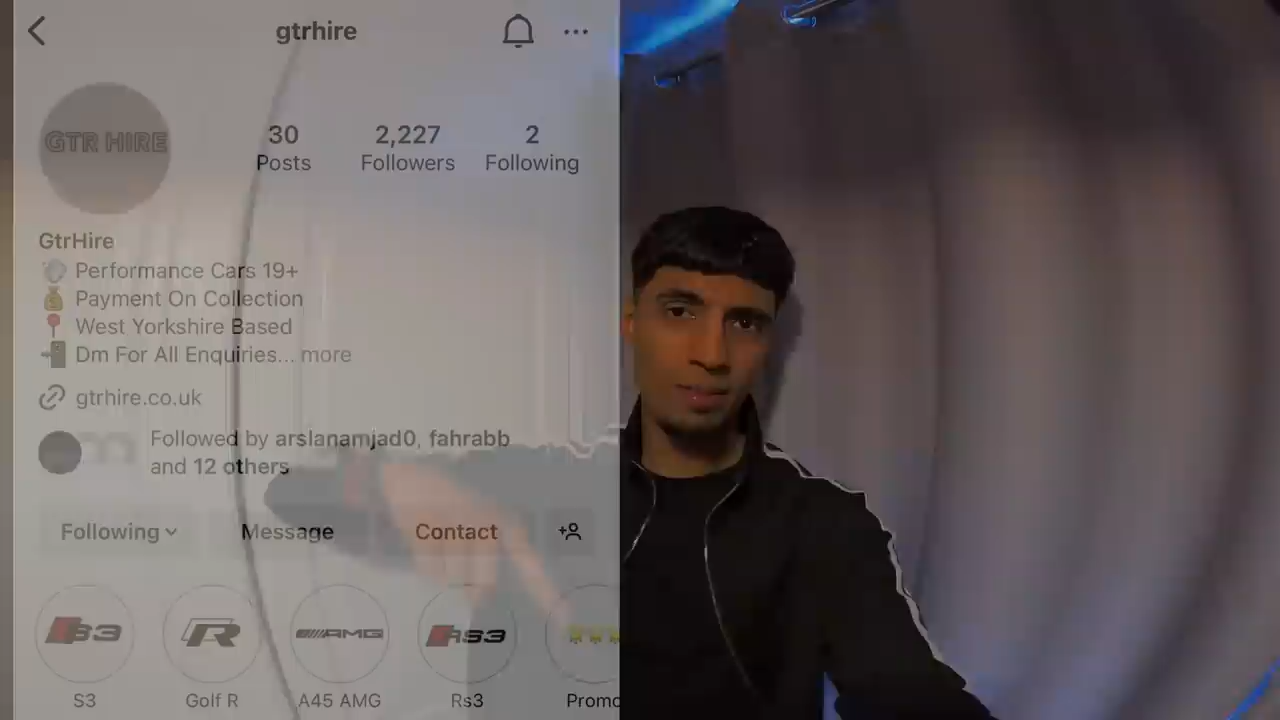 gtrhire
GTR HIRE
30
2,227
2
Posts
Followers
Following
GtrHire
Performance Cars 19+
Payment On Collection
West Yorkshire Based
Dm For All Enquiries... more
gtrhire.co.uk
Followed by arslanamjad0, fahrabb
and 12 others
Following
Message
Contact
S3
R
AMG
RS3
S3
Golf R
A45 AMG
Rs3
Promo